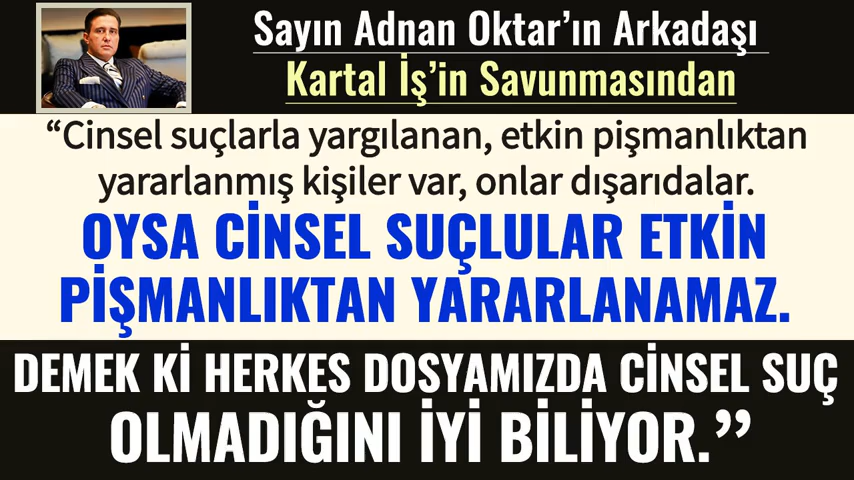 Sayın Adnan Oktar’ın Arkadaşı
Kartal İş’in Savunmasından
“Cinsel suçlarla yargılanan, etkin pişmanlıktan
yararlanmış kişiler var, onlar dışarıdalar.
OYSA CİNSEL SUÇLULAR ETKİN
PİŞMANLIKTAN YARARLANAMAZ.
DEMEK Kİ HERKES DOSYAMIZDA CİNSEL SUÇ
OLMADIĞINI İYİ BİLİYOR.”